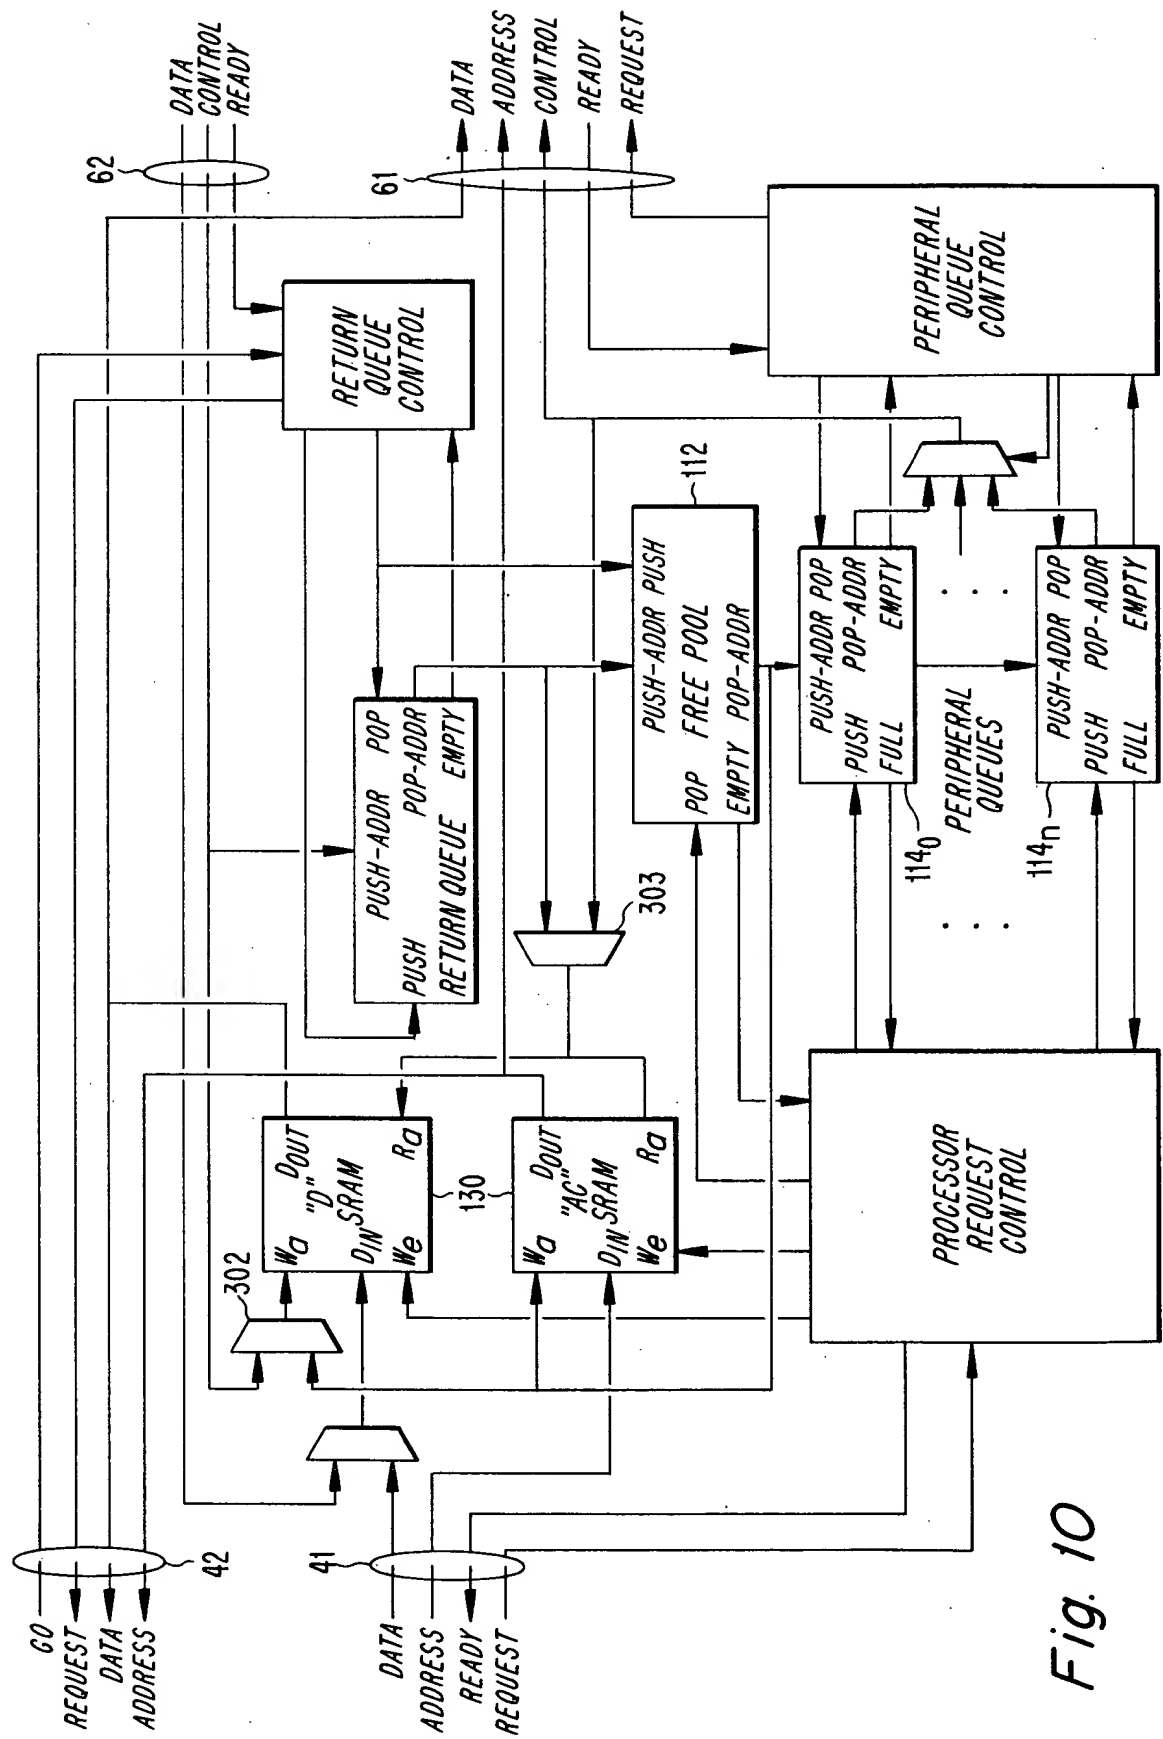 GO
REQUEST
DATA
ADDRESS
42
DATA
ADDRESS
READY
REQUEST
41
302
Wa DOUT
"D"
DIN SRAM
We Ra
130
Wa DOUT
"AC"
DIN SRAM
We Ra
PUSH-ADDR POP
PUSH POP-ADDR
RETURN QUEUE EMPTY
303
RETURN
QUEUE
CONTROL
62
DATA
CONTROL
READY
61
DATA
ADDRESS
CONTROL
READY
REQUEST
112
PUSH-ADDR PUSH
POP FREE POOL
EMPTY POP-ADDR
PROCESSOR
REQUEST
CONTROL
PUSH-ADDR POP
PUSH POP-ADDR
FULL EMPTY
1140
PERIPHERAL
QUEUES
. . .
. . .
114n
PUSH-ADDR POP
PUSH POP-ADDR
FULL EMPTY
PERIPHERAL
QUEUE
CONTROL
Fig. 10